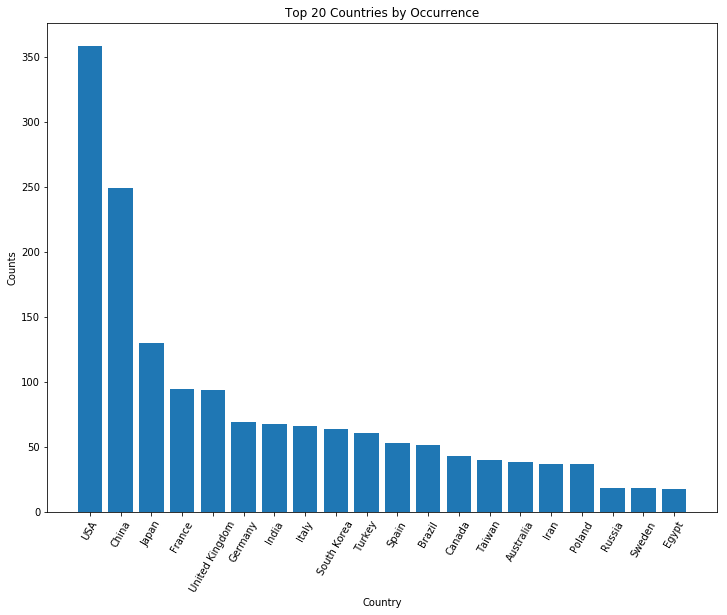 Top 20 Countries by Occurrence
Counts
350
300
250
200
150
100
50
0
USA
China
Japan
France
United Kingdom
Germany
India
Italy
South Korea
Turkey
Spain
Brazil
Canada
Taiwan
Australia
Iran
Poland
Russia
Sweden
Egypt
Country